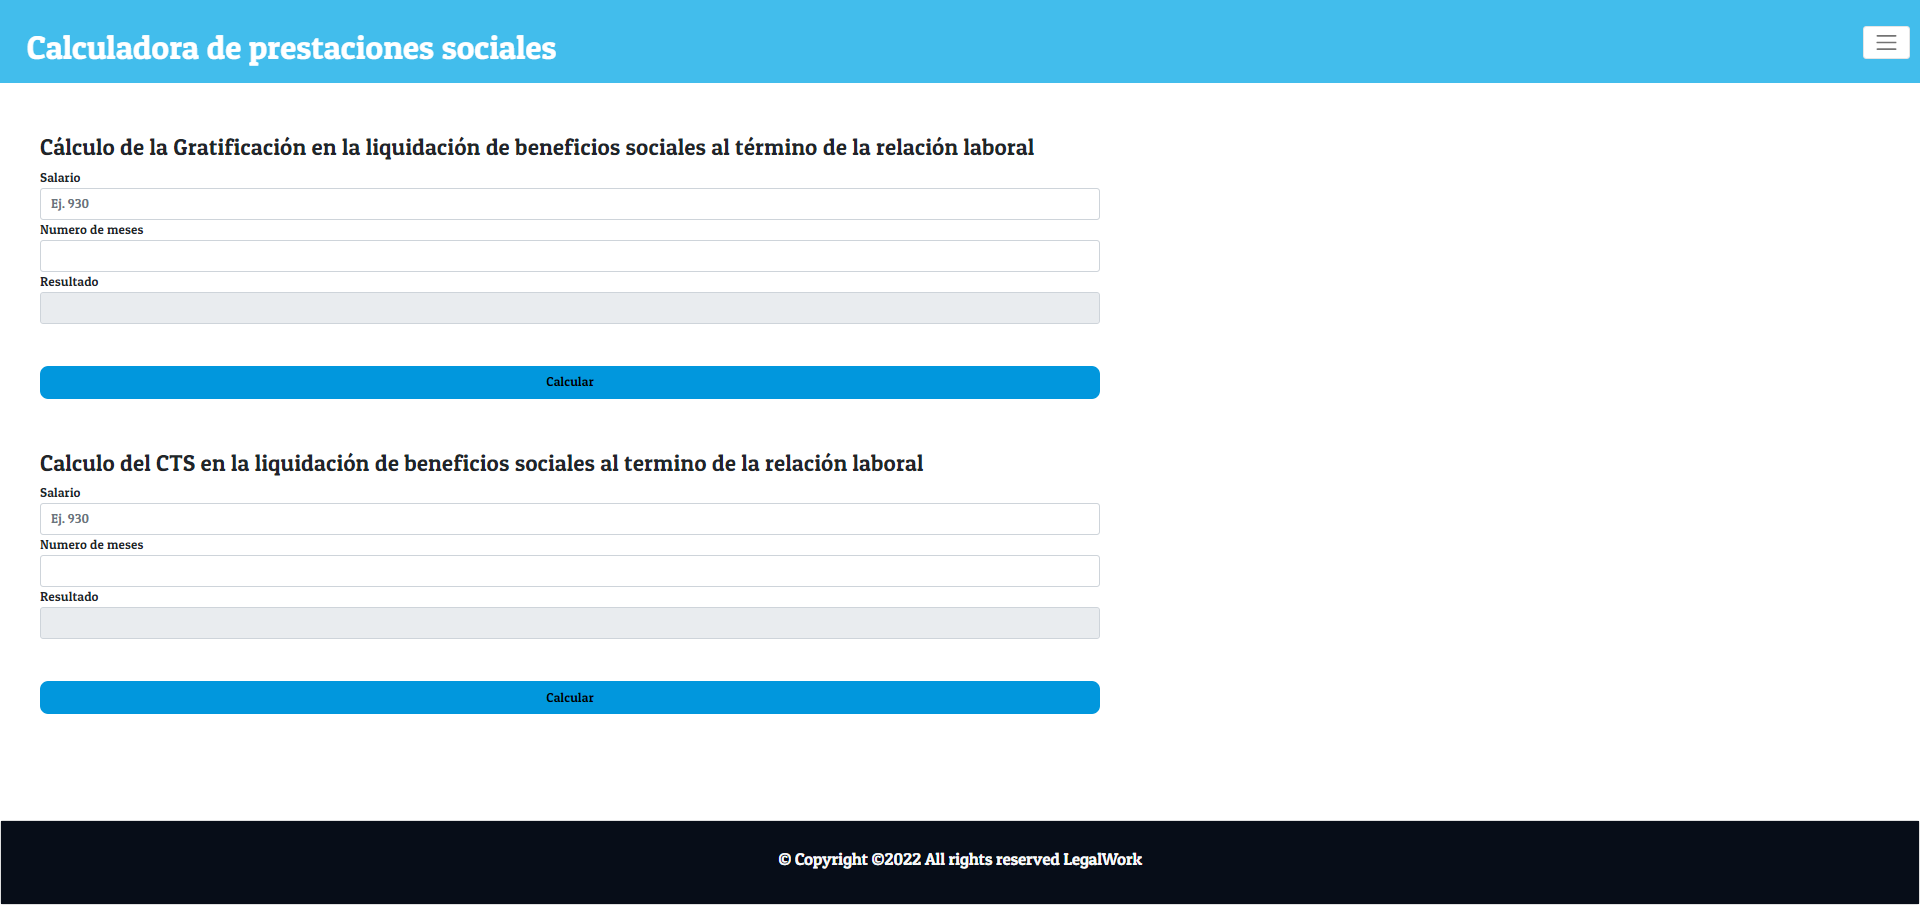 Calculadora de prestaciones sociales
Cálculo de la Gratificación en la liquidación de beneficios sociales al término de la relación laboral
Salario
Ej. 930
Numero de meses
Resultado
Calcular
Calculo del CTS en la liquidación de beneficios sociales al termino de la relación laboral
Salario
Ej. 930
Numero de meses
Resultado
Calcular
© Copyright ©2022 All rights reserved LegalWork